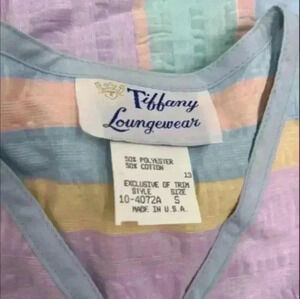 Tiffany
Loungewear
50% POLYESTER
50% COTTON
13
EXCLUSIVE OF TRIM
STYLE SIZE
10-4072A S
MADE IN U.S.A.